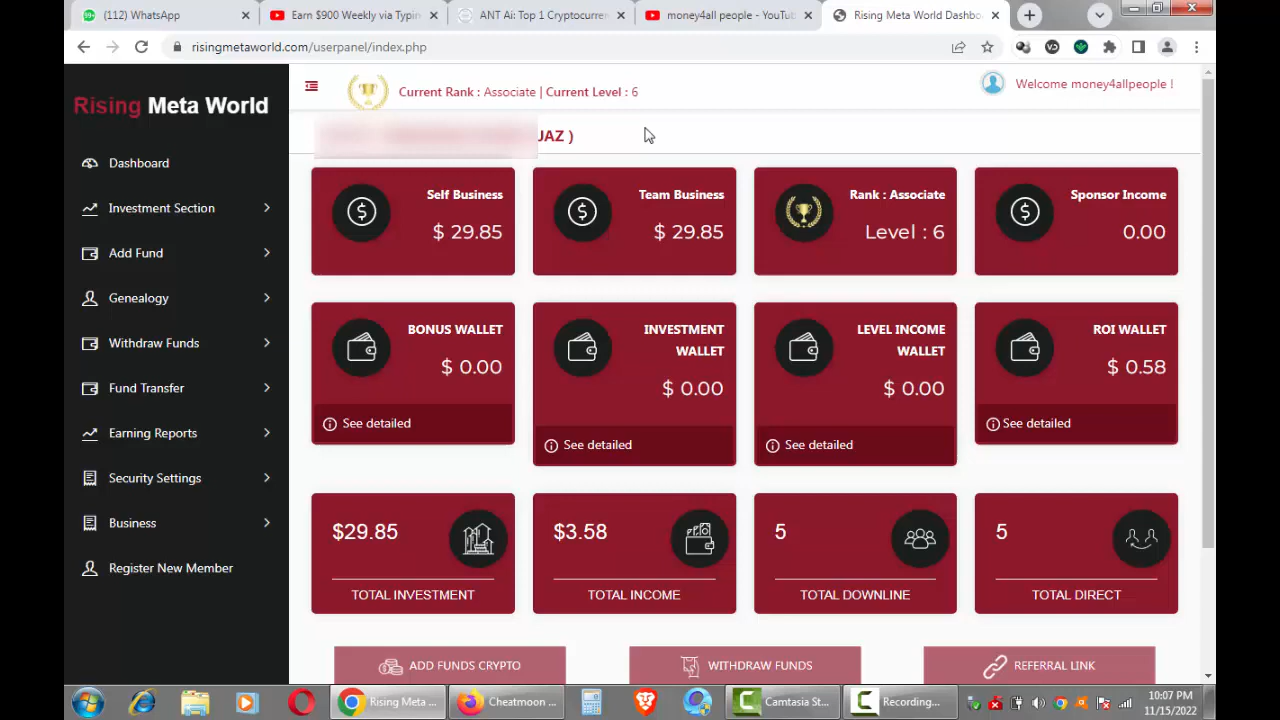 (112) WhatsApp
Earn $900 Weekly via Typin
ANT Ai: Top 1 Cryptocurren
money4all people - YouTub
Rising Meta World Dashbo
risingmetaworld.com/userpanel/index.php
Rising Meta World
Current Rank : Associate | Current Level : 6
Welcome money4allpeople !
JAZ )
Dashboard
Investment Section
Add Fund
Genealogy
Withdraw Funds
Fund Transfer
Earning Reports
Security Settings
Business
Register New Member
Self Business
$ 29.85
Team Business
$ 29.85
Rank : Associate
Level : 6
Sponsor Income
0.00
BONUS WALLET
$ 0.00
See detailed
INVESTMENT
WALLET
$ 0.00
See detailed
LEVEL INCOME
WALLET
$ 0.00
See detailed
ROI WALLET
$ 0.58
See detailed
$29.85
TOTAL INVESTMENT
$3.58
TOTAL INCOME
5
TOTAL DOWNLINE
5
TOTAL DIRECT
ADD FUNDS CRYPTO
WITHDRAW FUNDS
REFERRAL LINK
Rising Meta ...
Cheatmoon ...
Camtasia St...
Recording...
10:07 PM
11/15/2022